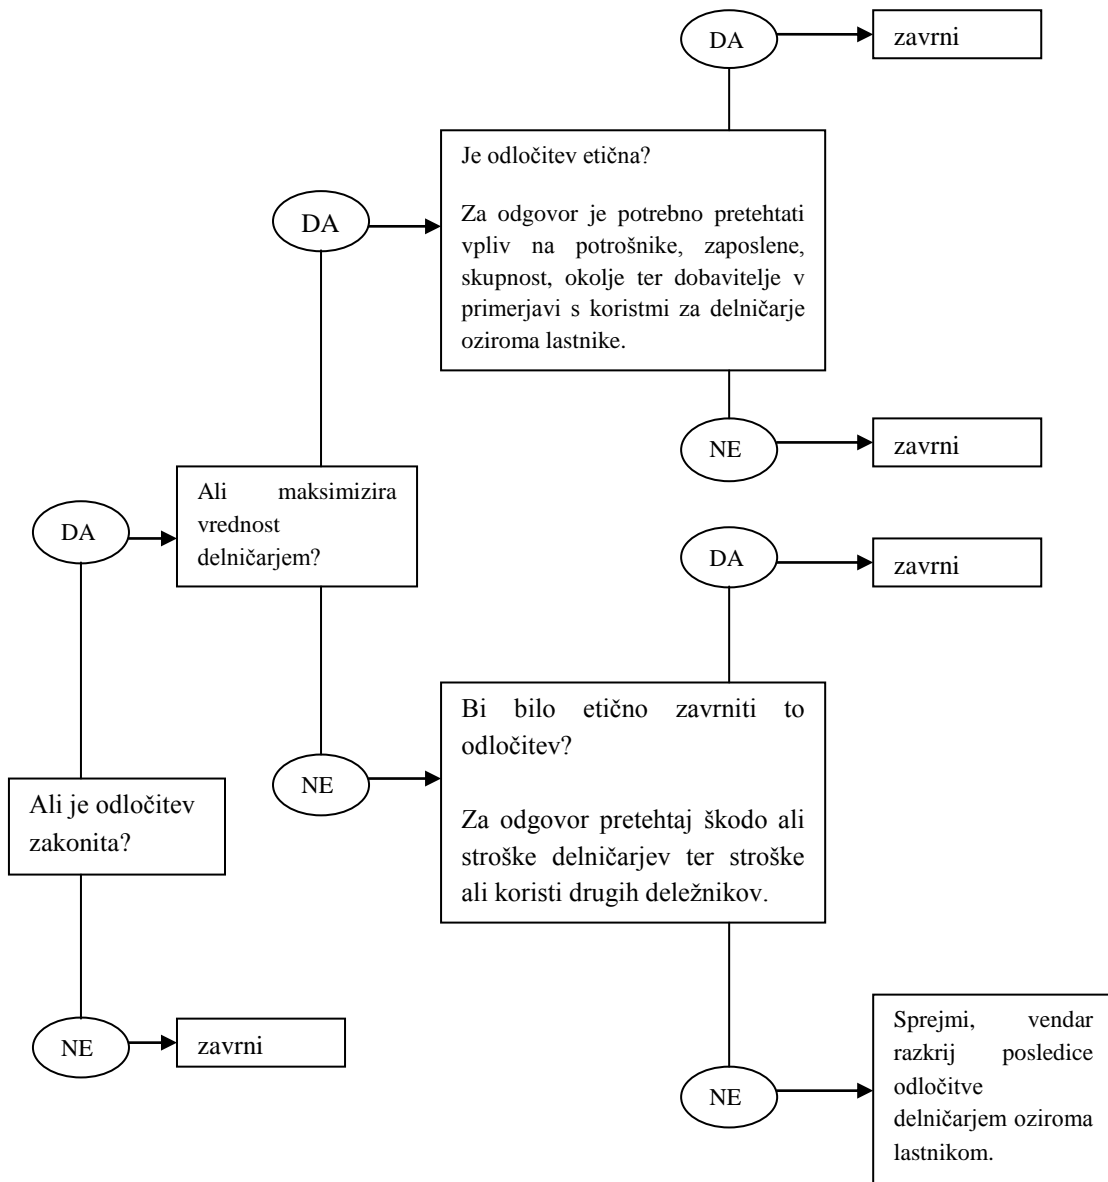 DA
zavrni
Je odločitev etična?
Za odgovor je potrebno pretehtati
vpliv na potrošnike, zaposlene,
skupnost, okolje ter dobavitelje v
primerjavi s koristmi za delničarje
oziroma lastnike.
DA
NE
zavrni
Ali maksimizira
vrednost
delničarjem?
DA
DA
zavrni
Bi bilo etično zavrniti to
odločitev?
Za odgovor pretehtaj škodo ali
stroške delničarjev ter stroške
ali koristi drugih deležnikov.
NE
Ali je odločitev
zakonita?
NE
zavrni
NE
Sprejmi, vendar
razkrij posledice
odločitve
delničarjem oziroma
lastnikom.